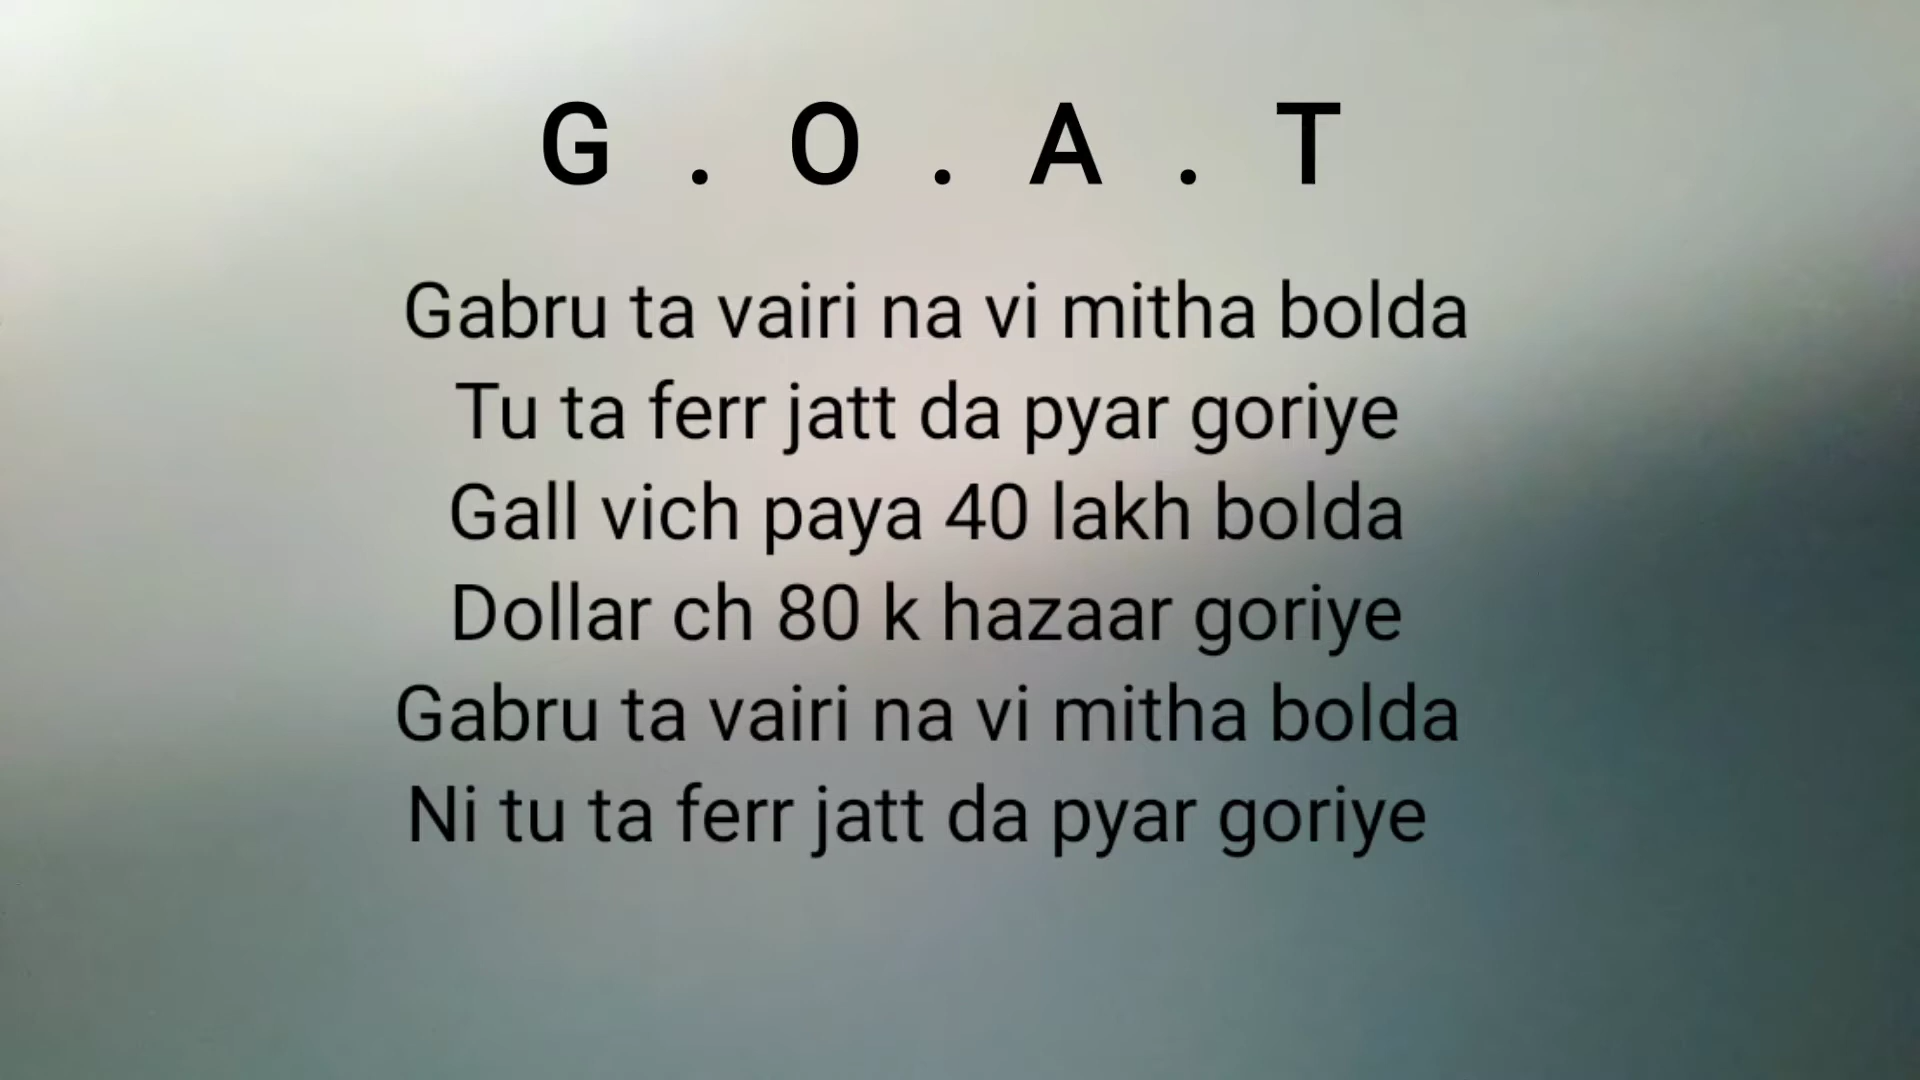 G . O . A . T
Gabru ta vairi na vi mitha bolda
Tu ta ferr jatt da pyar goriye
Gall vich paya 40 lakh bolda
Dollar ch 80 k hazaar goriye
Gabru ta vairi na vi mitha bolda
Ni tu ta ferr jatt da pyar goriye